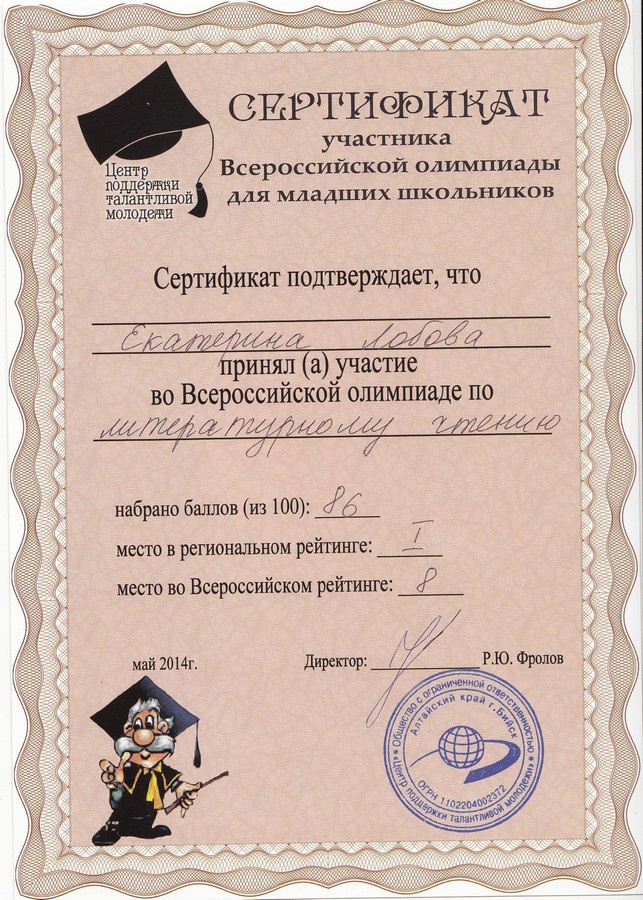 Центр
поддержки
талантливой
молодежи
СЕРТИФИКАТ
участника
Всероссийской олимпиады
для младших школьников
Сертификат подтверждает, что
Екатерина Лобова
принял (а) участие
во Всероссийской олимпиаде по
литературному чтению
набрано баллов (из 100): 86
место в региональном рейтинге: I
место во Всероссийском рейтинге: 8
май 2014г.
Директор: Р.Ю. Фролов
Общество с ограниченной ответственностью
«Центр поддержки талантливой молодежи»
Алтайский край г.Бийск
ОГРН 1102204002372